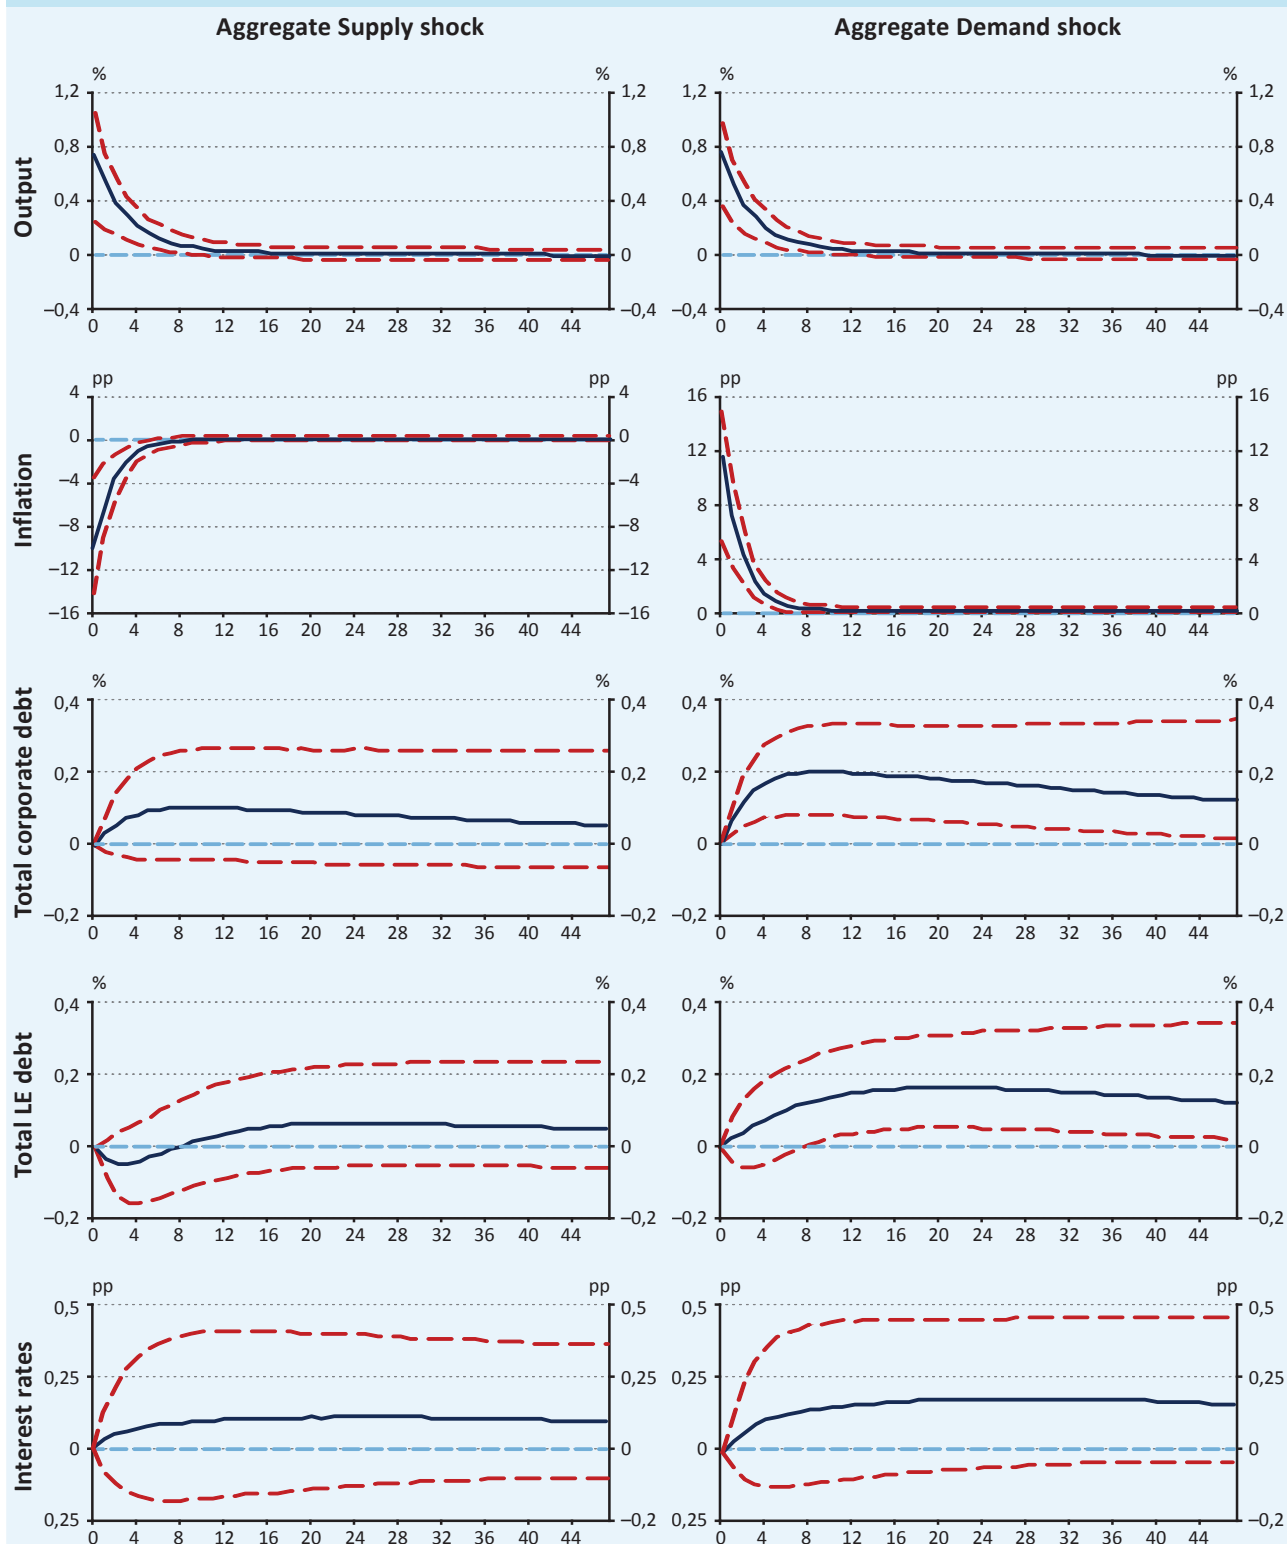 Aggregate Supply shock
Aggregate Demand shock
Output
% %
1,2 1,2
0,8 0,8
0,4 0,4
0 0
–0,4 –0,4
0 4 8 12 16 20 24 28 32 36 40 44
% %
1,2 1,2
0,8 0,8
0,4 0,4
0 0
–0,4 –0,4
0 4 8 12 16 20 24 28 32 36 40 44
Inflation
pp pp
4 4
0 0
–4 –4
–8 –8
–12 –12
–16 –16
0 4 8 12 16 20 24 28 32 36 40 44
pp pp
16 16
12 12
8 8
4 4
0 0
0 4 8 12 16 20 24 28 32 36 40 44
Total corporate debt
% %
0,4 0,4
0,2 0,2
0 0
–0,2 –0,2
0 4 8 12 16 20 24 28 32 36 40 44
% %
0,4 0,4
0,2 0,2
0 0
–0,2 –0,2
0 4 8 12 16 20 24 28 32 36 40 44
Total LE debt
% %
0,4 0,4
0,2 0,2
0 0
–0,2 –0,2
0 4 8 12 16 20 24 28 32 36 40 44
% %
0,4 0,4
0,2 0,2
0 0
–0,2 –0,2
0 4 8 12 16 20 24 28 32 36 40 44
Interest rates
pp pp
0,5 0,5
0,25 0,25
0 0
0,25 –0,2
0 4 8 12 16 20 24 28 32 36 40 44
pp pp
0,5 0,5
0,25 0,25
0 0
0,25 –0,2
0 4 8 12 16 20 24 28 32 36 40 44